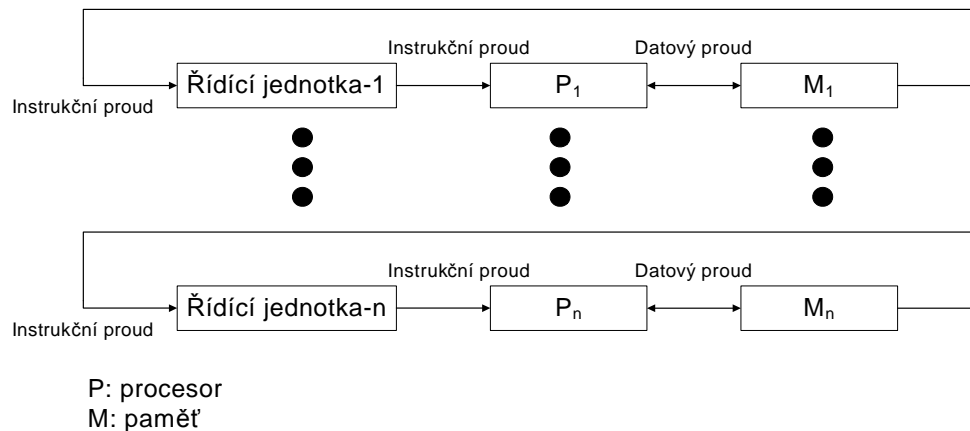 Instrukční proud Datový proud
Řídící jednotka-1 P₁ M₁
Instrukční proud
Instrukční proud Datový proud
Řídící jednotka-n Pₙ Mₙ
Instrukční proud
P: procesor
M: paměť